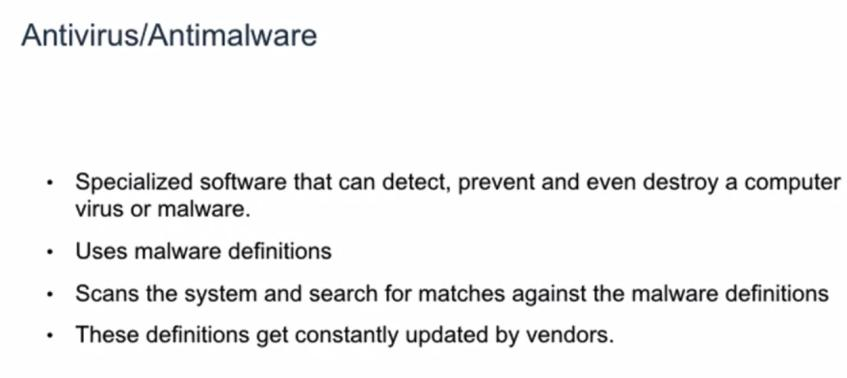 Antivirus/Antimalware
• Specialized software that can detect, prevent and even destroy a computer
virus or malware.
• Uses malware definitions
• Scans the system and search for matches against the malware definitions
• These definitions get constantly updated by vendors.